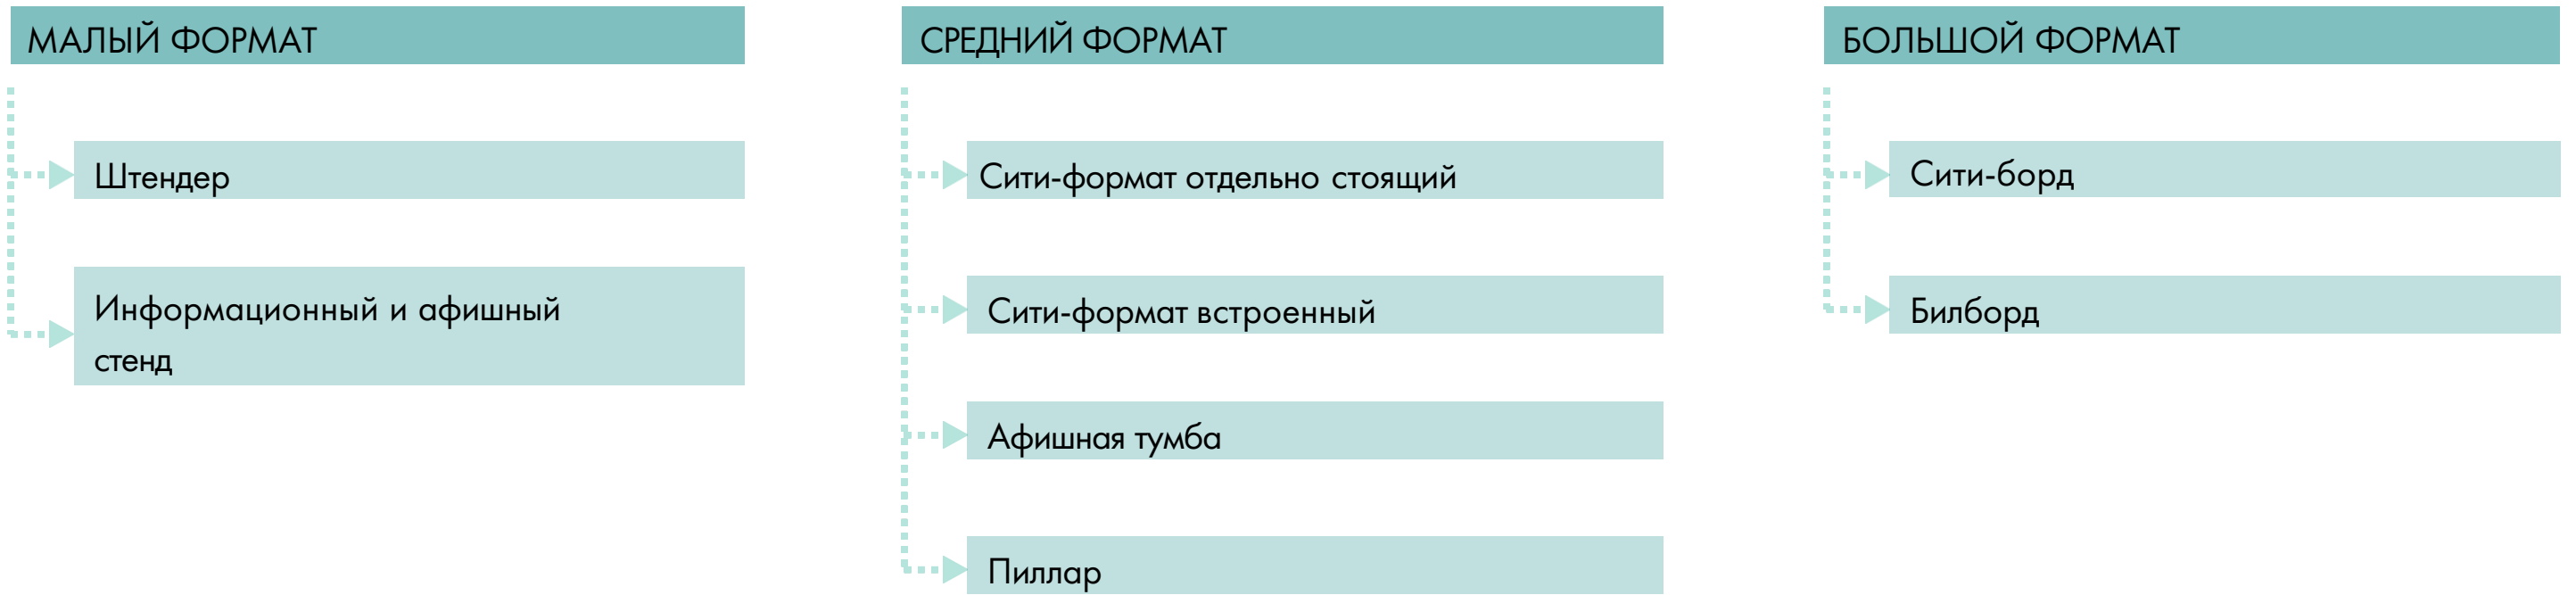 МАЛЫЙ ФОРМАТ
Штендер
Информационный и афишный
стенд
СРЕДНИЙ ФОРМАТ
Сити-формат отдельно стоящий
Сити-формат встроенный
Афишная тумба
Пиллар
БОЛЬШОЙ ФОРМАТ
Сити-борд
Билборд